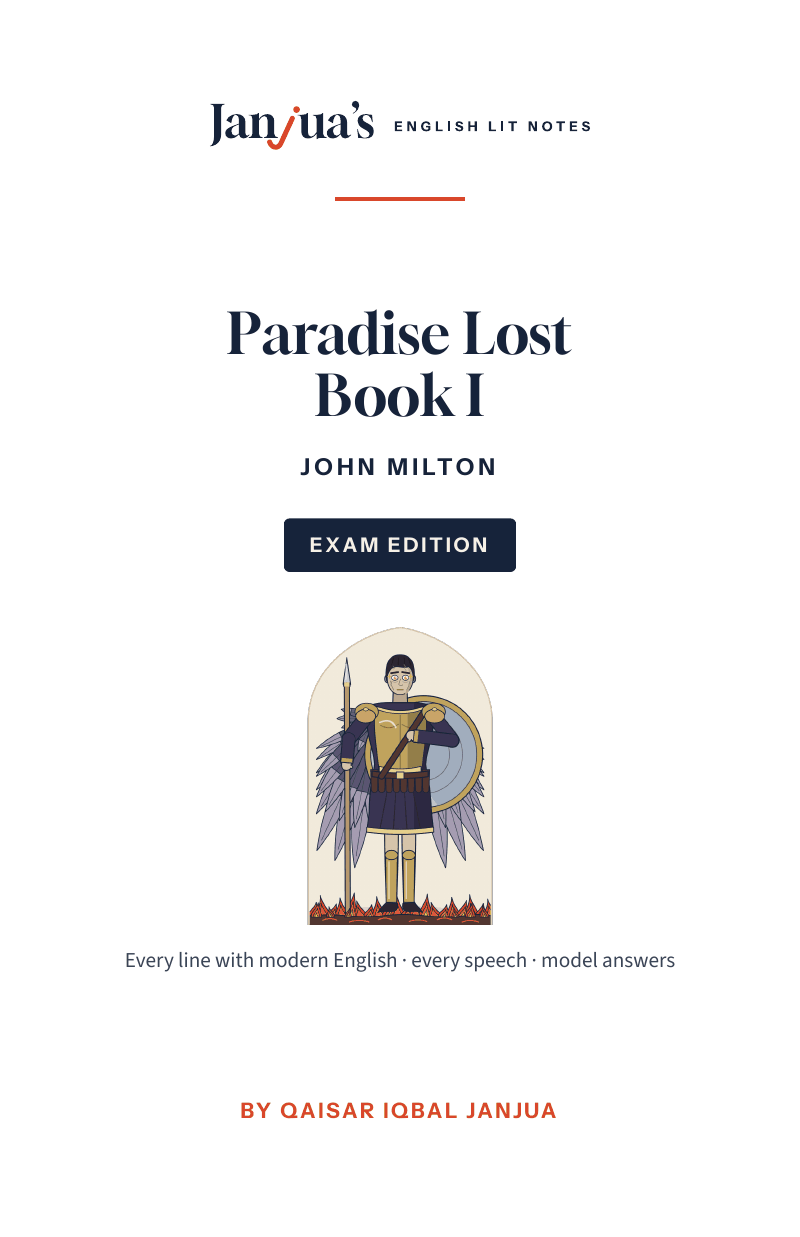 Janjua's ENGLISH LIT NOTES
Paradise Lost
Book I
JOHN MILTON
EXAM EDITION
Every line with modern English · every speech · model answers
BY QAISAR IQBAL JANJUA